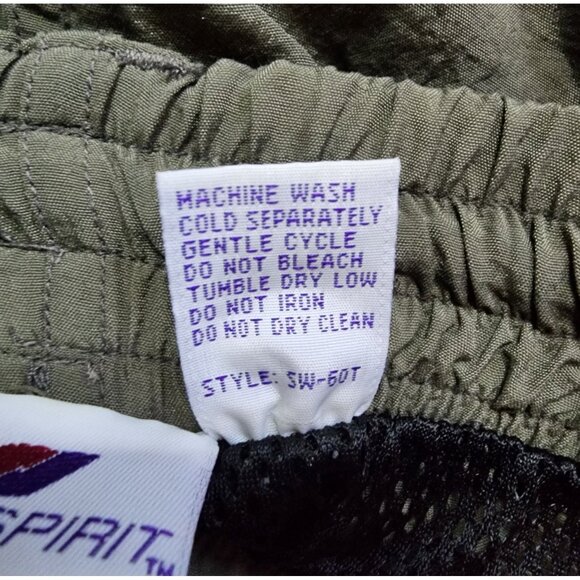 MACHINE WASH
COLD SEPARATELY
GENTLE CYCLE
DO NOT BLEACH
TUMBLE DRY LOW
DO NOT IRON
DO NOT DRY CLEAN
STYLE: SW-60T
SPIRIT™